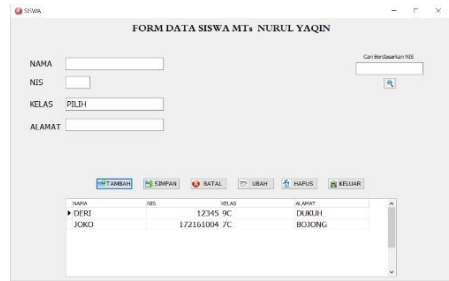 SISWA
FORM DATA SISWA MTs NURUL YAQIN
Cari Berdasarkan NIS
NAMA
NIS
KELAS PILIH
ALAMAT
TAMBAH SIMPAN BATAL UBAH HAPUS KELUAR
NAMA NIS KELAS ALAMAT
DERI 12345 9C DUKUH
JOKO 172161004 7C BOJONG